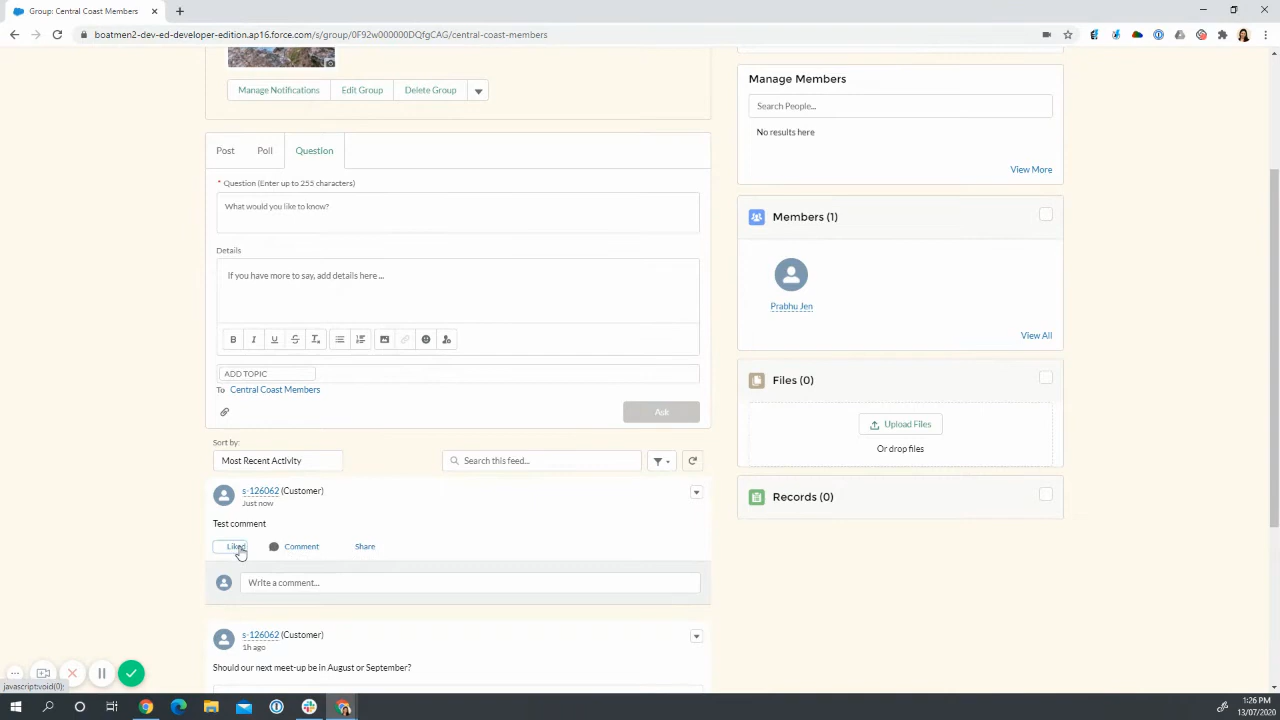 Group: Central Coast Members
boatmen2-dev-ed-developer-edition.ap16.force.com/s/group/0F92w000000DQfgCAG/central-coast-members
Manage Notifications Edit Group Delete Group
Post Poll Question
* Question (Enter up to 255 characters)
What would you like to know?
Details
If you have more to say, add details here ...
B I U S Tx
ADD TOPIC
To Central Coast Members
Ask
Sort by:
Most Recent Activity
Search this feed...
s-126062 (Customer)
Just now
Test comment
Liked Comment Share
Write a comment...
s-126062 (Customer)
1h ago
Should our next meet-up be in August or September?
Manage Members
Search People...
No results here
View More
Members (1)
Prabhu Jen
View All
Files (0)
Upload Files
Or drop files
Records (0)
javascript:void(0);
1:26 PM
13/07/2020